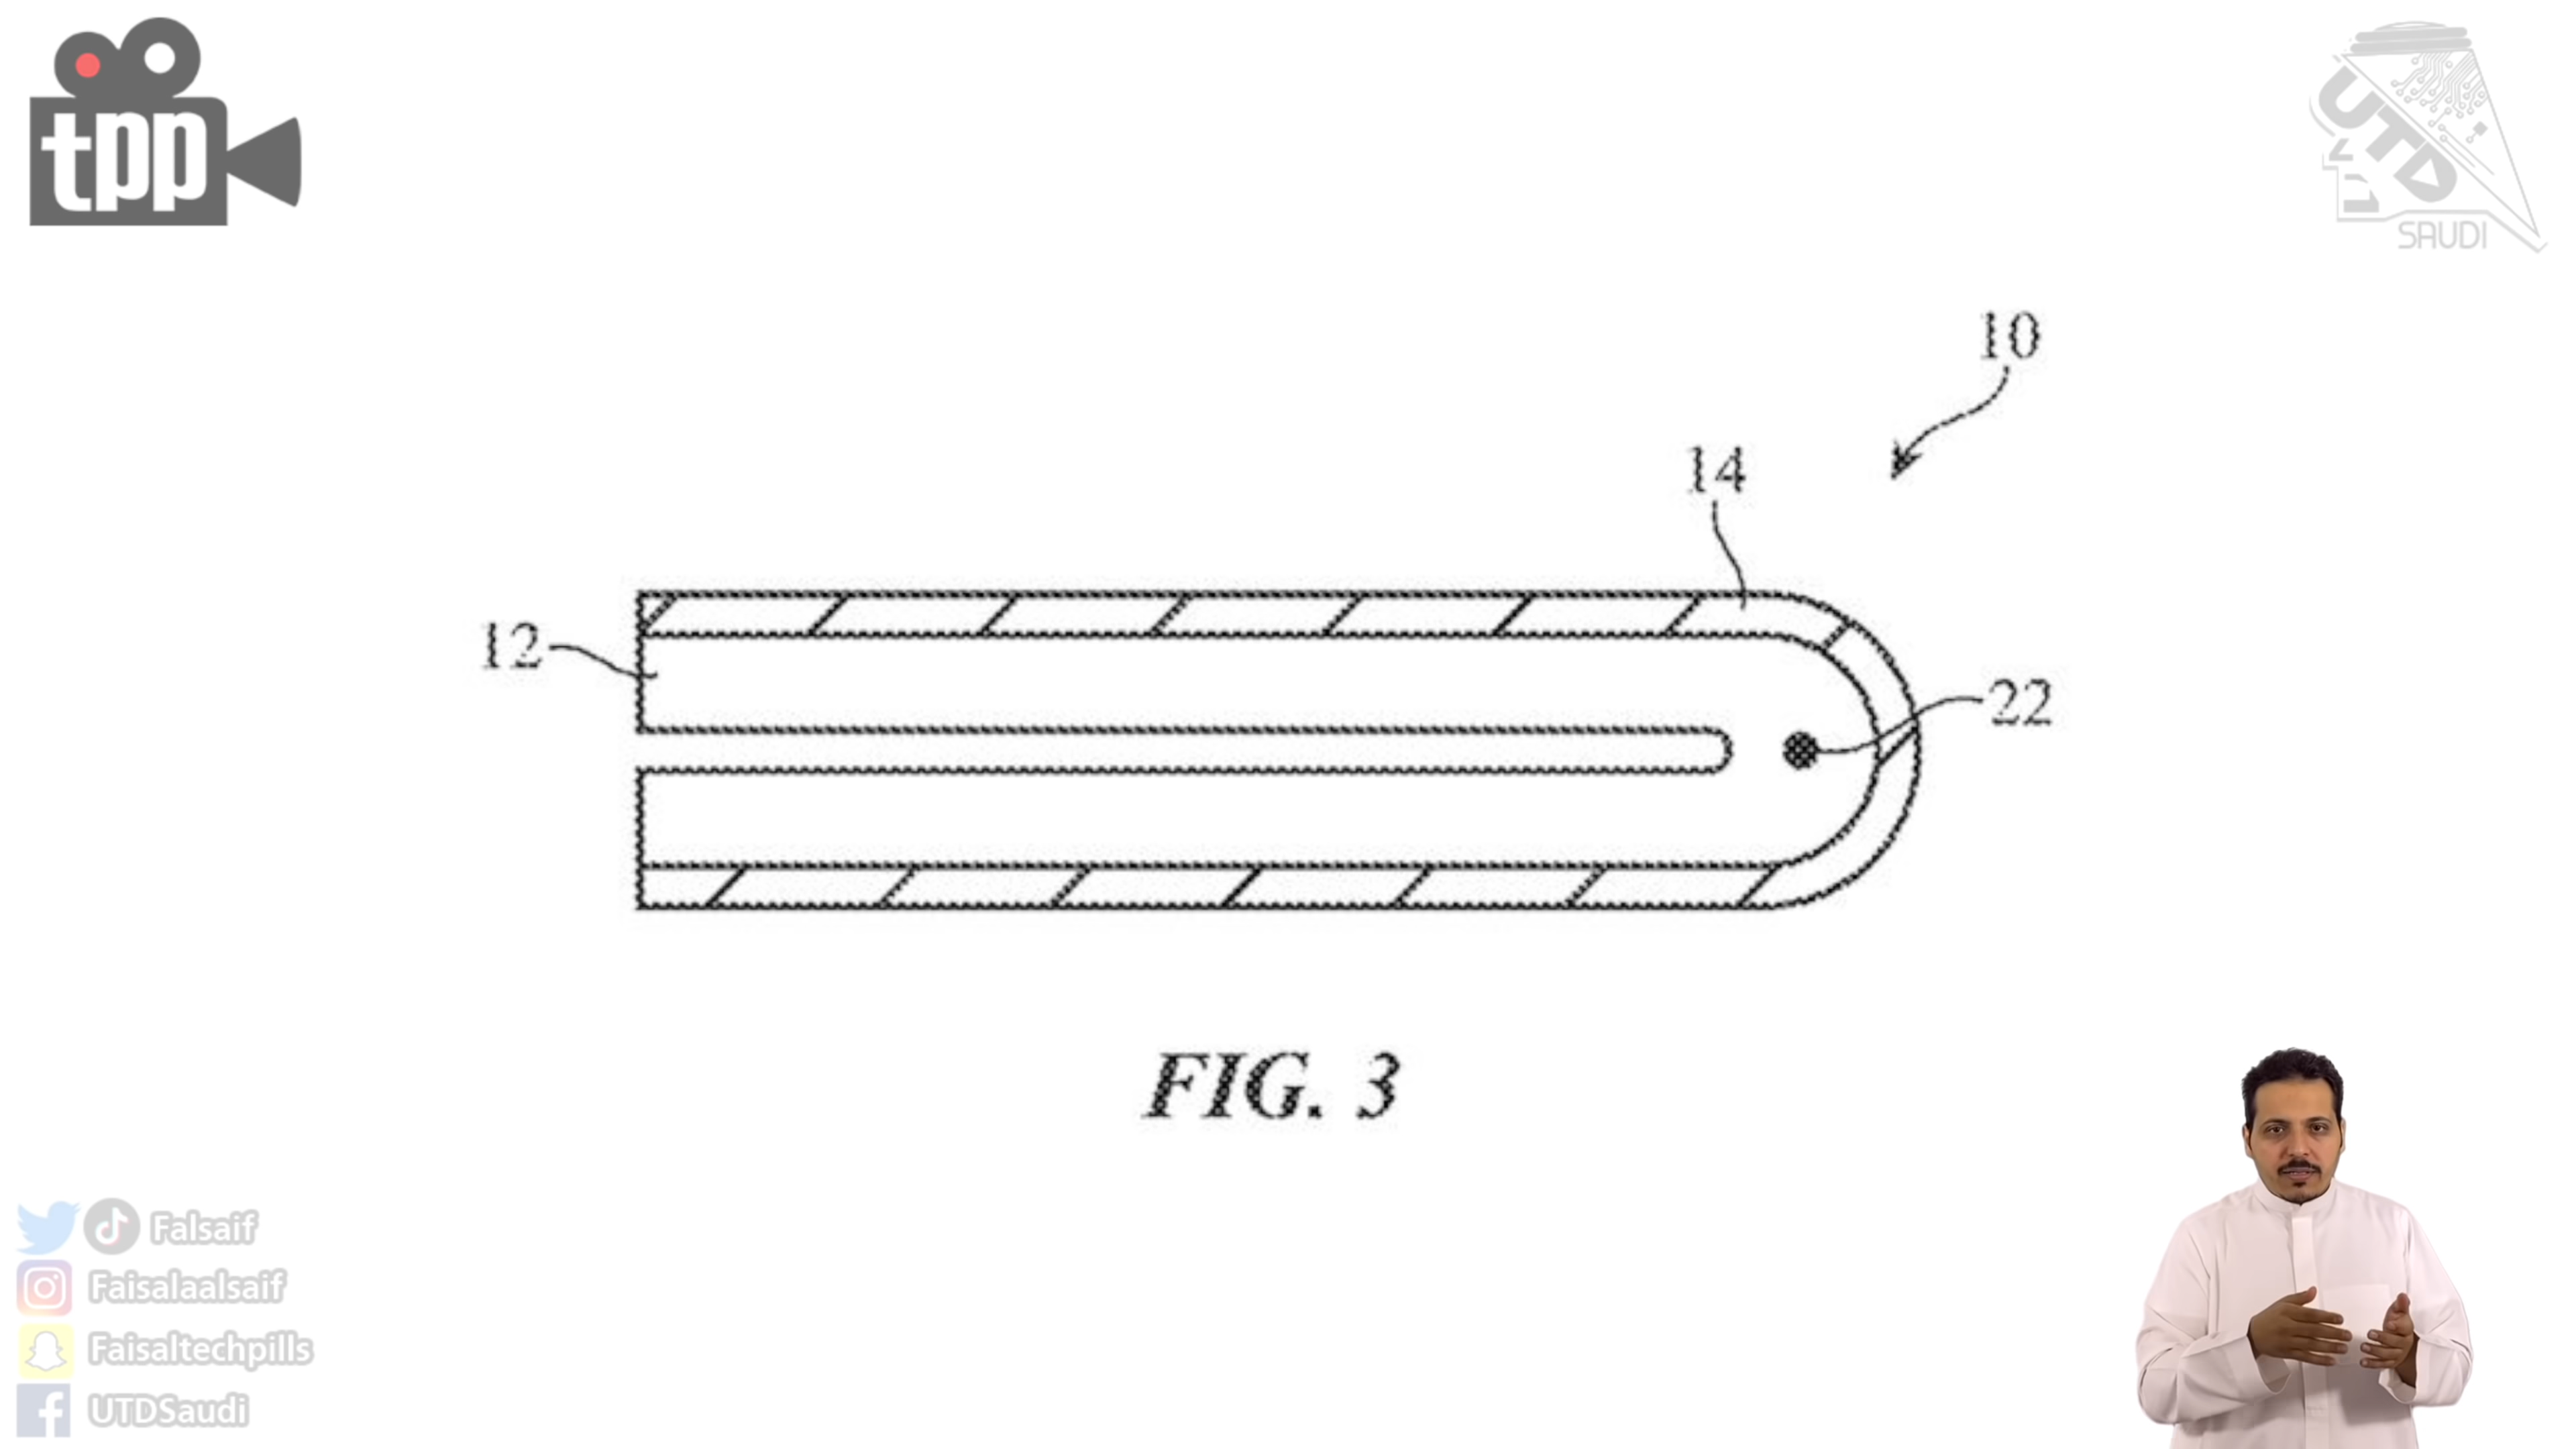 tpp
UTD
SAUDI
10
14
12
22
FIG. 3
Falsaif
Faisalaalsaif
Faisaltechpills
UTDSaudi